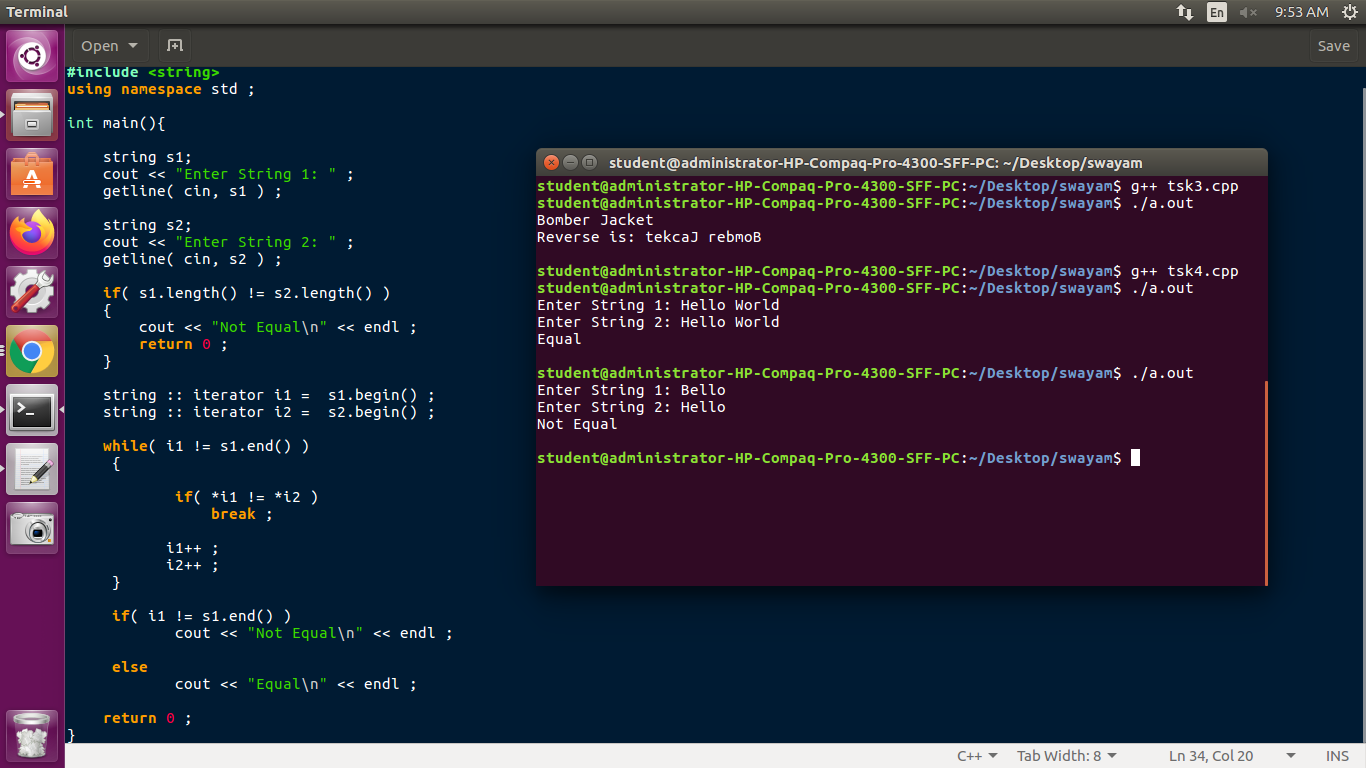 Terminal
En
9:53 AM
Open
Save
#include <string>
using namespace std ;
int main(){
string s1;
cout << "Enter String 1: " ;
getline( cin, s1 ) ;
string s2;
cout << "Enter String 2: " ;
getline( cin, s2 ) ;
if( s1.length() != s2.length() )
{
cout << "Not Equal\n" << endl ;
return 0 ;
}
string :: iterator i1 =  s1.begin() ;
string :: iterator i2 =  s2.begin() ;
while( i1 != s1.end() )
{
if( *i1 != *i2 )
break ;
i1++ ;
i2++ ;
}
if( i1 != s1.end() )
cout << "Not Equal\n" << endl ;
else
cout << "Equal\n" << endl ;
return 0 ;
}
student@administrator-HP-Compaq-Pro-4300-SFF-PC: ~/Desktop/swayam
student@administrator-HP-Compaq-Pro-4300-SFF-PC:~/Desktop/swayam$ g++ tsk3.cpp
student@administrator-HP-Compaq-Pro-4300-SFF-PC:~/Desktop/swayam$ ./a.out
Bomber Jacket
Reverse is: tekcaJ rebmoB
student@administrator-HP-Compaq-Pro-4300-SFF-PC:~/Desktop/swayam$ g++ tsk4.cpp
student@administrator-HP-Compaq-Pro-4300-SFF-PC:~/Desktop/swayam$ ./a.out
Enter String 1: Hello World
Enter String 2: Hello World
Equal
student@administrator-HP-Compaq-Pro-4300-SFF-PC:~/Desktop/swayam$ ./a.out
Enter String 1: Bello
Enter String 2: Hello
Not Equal
student@administrator-HP-Compaq-Pro-4300-SFF-PC:~/Desktop/swayam$
C++
Tab Width: 8
Ln 34, Col 20
INS